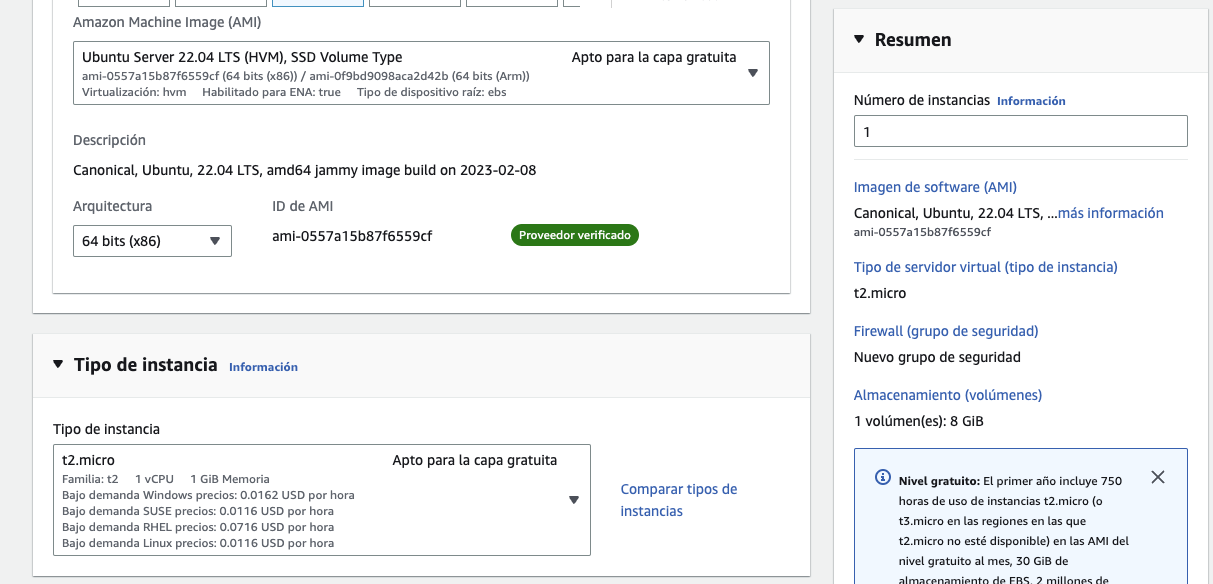 Amazon Machine Image (AMI)
Ubuntu Server 22.04 LTS (HVM), SSD Volume Type
Apto para la capa gratuita
ami-0557a15b87f6559cf (64 bits (x86)) / ami-0f9bd9098aca2d42b (64 bits (Arm))
Virtualización: hvm Habilitado para ENA: true Tipo de dispositivo raíz: ebs
Descripción
Canonical, Ubuntu, 22.04 LTS, amd64 jammy image build on 2023-02-08
Arquitectura
ID de AMI
64 bits (x86)
ami-0557a15b87f6559cf
Proveedor verificado
Tipo de instancia Información
Tipo de instancia
t2.micro
Apto para la capa gratuita
Familia: t2 1 vCPU 1 GiB Memoria
Bajo demanda Windows precios: 0.0162 USD por hora
Bajo demanda SUSE precios: 0.0116 USD por hora
Bajo demanda RHEL precios: 0.0716 USD por hora
Bajo demanda Linux precios: 0.0116 USD por hora
Comparar tipos de
instancias
Resumen
Número de instancias Información
1
Imagen de software (AMI)
Canonical, Ubuntu, 22.04 LTS, ...más información
ami-0557a15b87f6559cf
Tipo de servidor virtual (tipo de instancia)
t2.micro
Firewall (grupo de seguridad)
Nuevo grupo de seguridad
Almacenamiento (volúmenes)
1 volúmen(es): 8 GiB
Nivel gratuito: El primer año incluye 750
horas de uso de instancias t2.micro (o
t3.micro en las regiones en las que
t2.micro no esté disponible) en las AMI del
nivel gratuito al mes, 30 GiB de
almacenamiento de EBS, 2 millones de